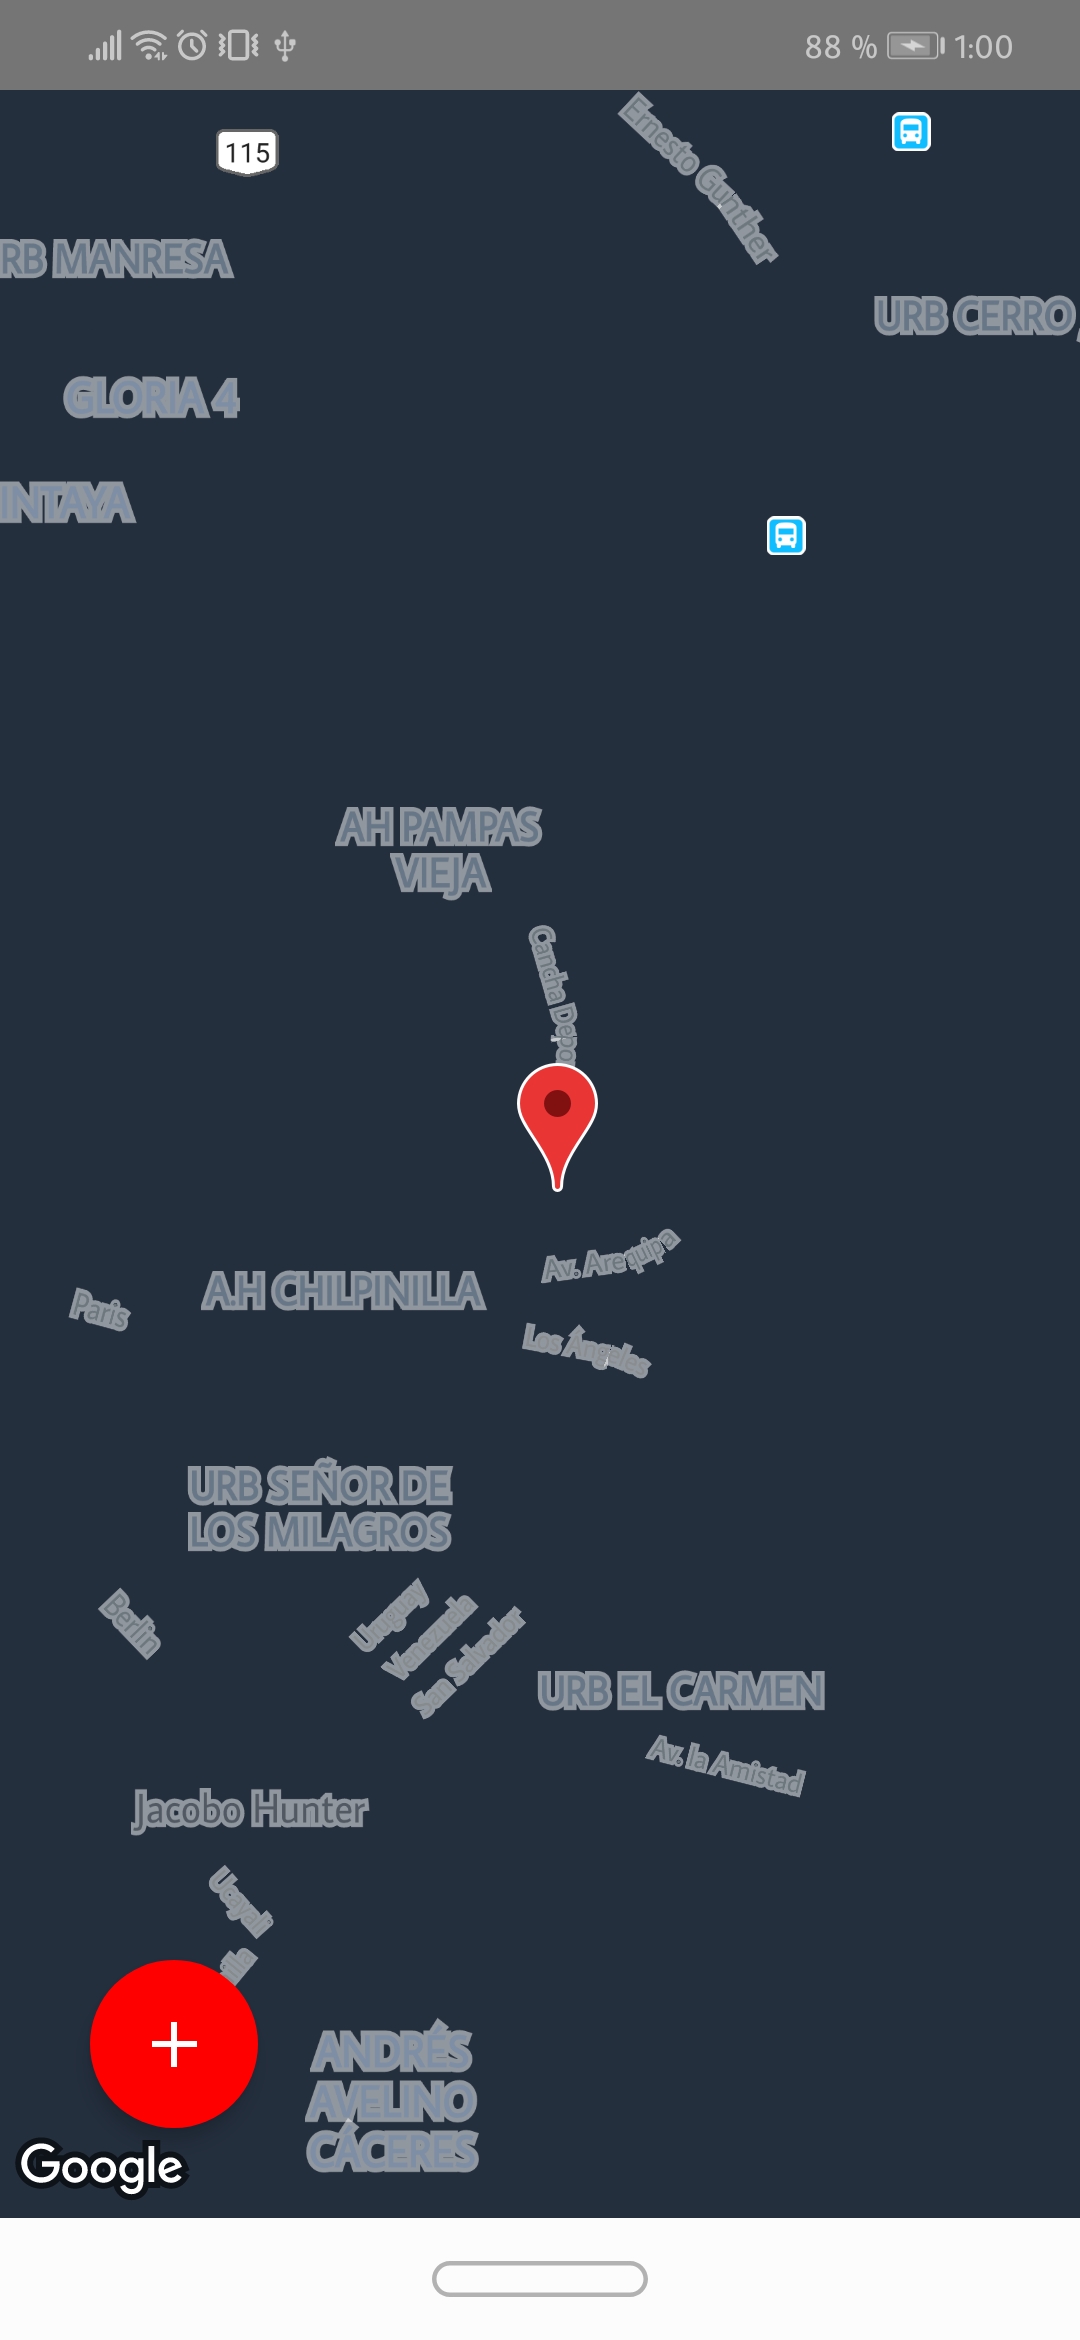 88 % 1:00
Ernesto Gunther
115
RB MANRESA
URB CERRO
GLORIA 4
INTAYA
AH PAMPAS
VIEJA
Cancha Depo
Av. Arequipa
A.H CHILPINILLA
Paris
Los Ángeles
URB SEÑOR DE
LOS MILAGROS
Berlin
Uruguay
Venezuela
San Salvador
URB EL CARMEN
Av. la Amistad
Jacobo Hunter
Ucayali
ANDRÉS
AVELINO
CÁCERES
Google